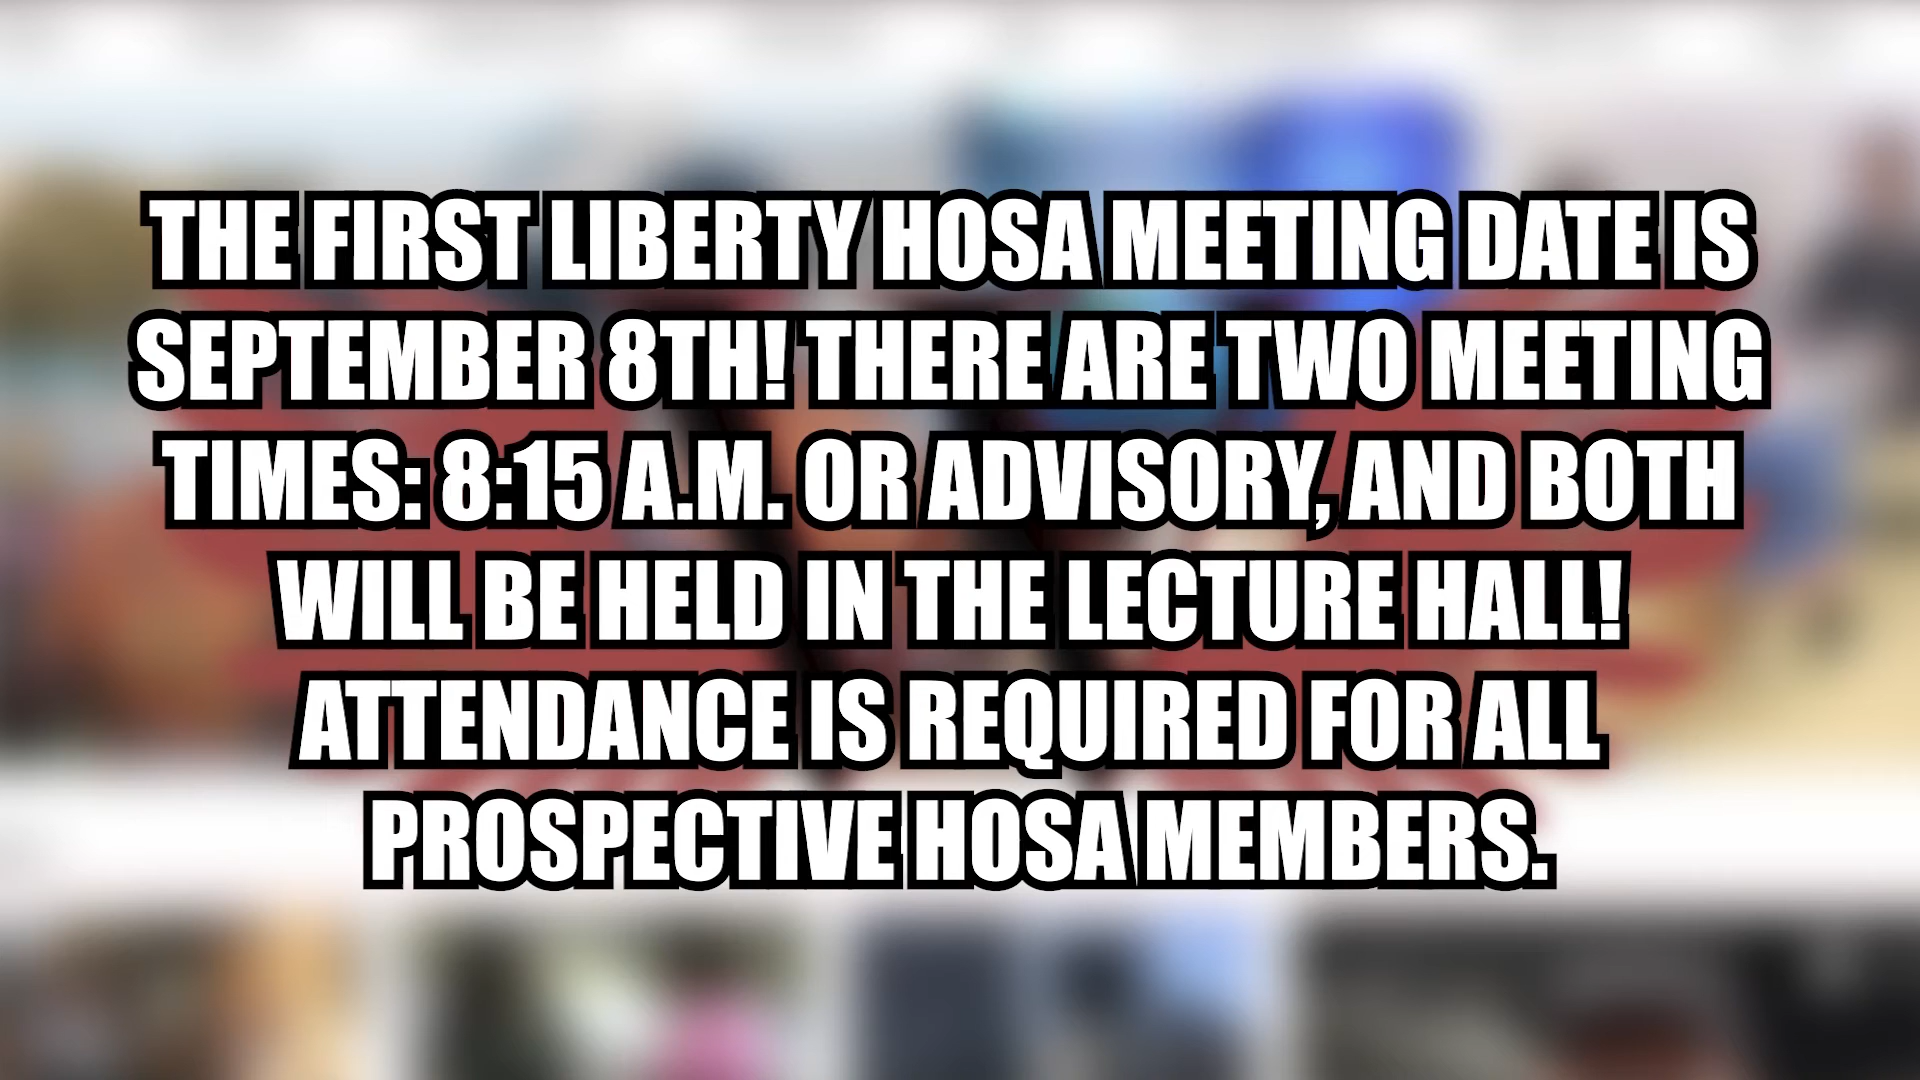 THE FIRST LIBERTY HOSA MEETING DATE IS
SEPTEMBER 8TH! THERE ARE TWO MEETING
TIMES: 8:15 A.M. OR ADVISORY, AND BOTH
WILL BE HELD IN THE LECTURE HALL!
ATTENDANCE IS REQUIRED FOR ALL
PROSPECTIVE HOSA MEMBERS.